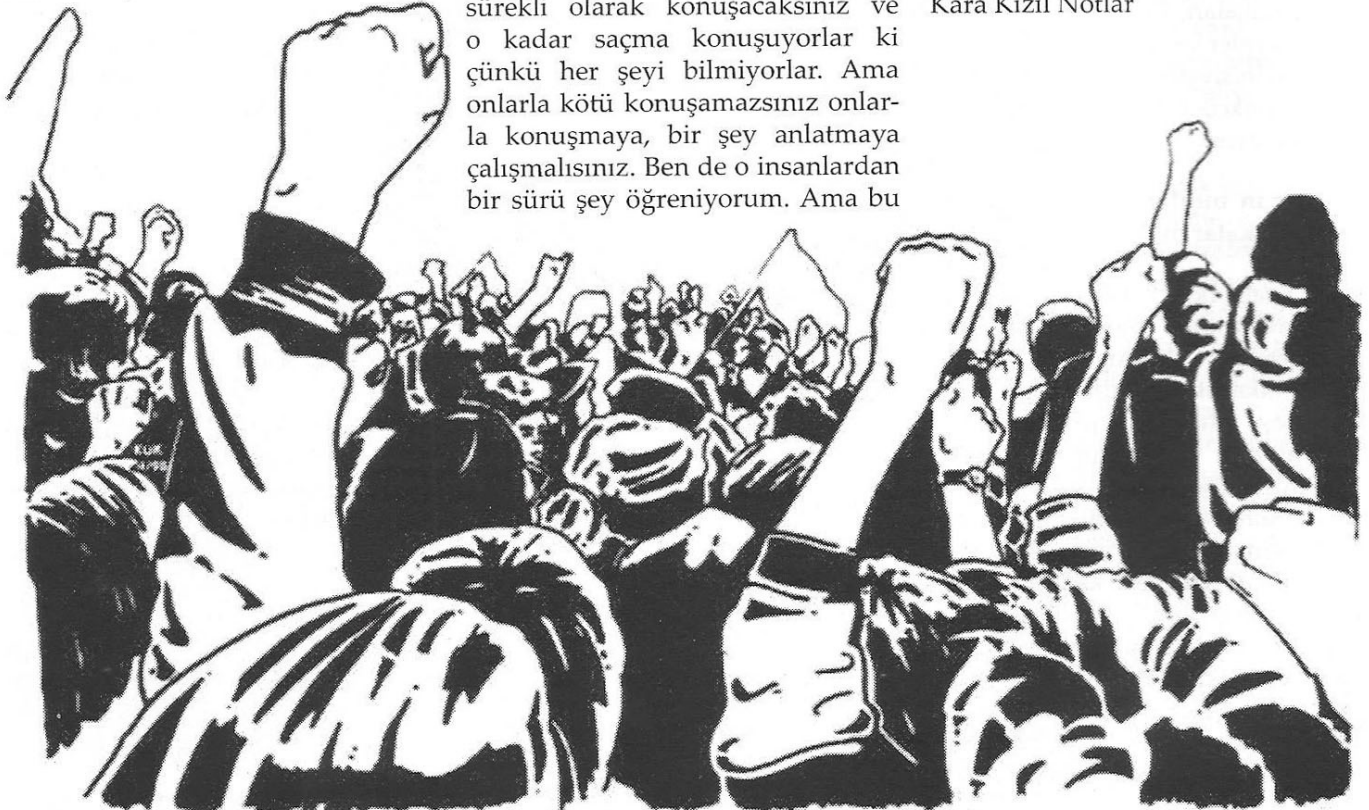 sürekli olarak konuşacaksınız ve
o kadar saçma konuşuyorlar ki
çünkü her şeyi bilmiyorlar. Ama
onlarla kötü konuşamazsınız onlar-
la konuşmaya, bir şey anlatmaya
çalışmalısınız. Ben de o insanlardan
bir sürü şey öğreniyorum. Ama bu
Kara Kızıl Notlar